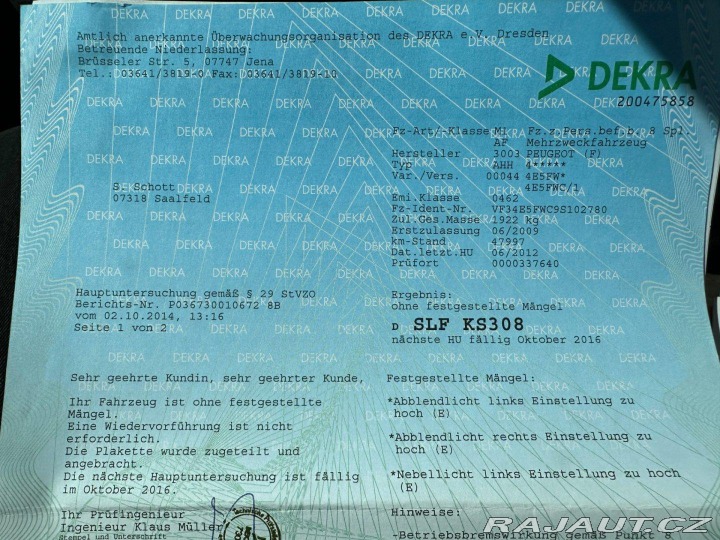 Amtlich anerkannte Überwachungsorganisation des DEKRA e.V. Dresden
Betreuende Niederlassung:
Brüsseler Str. 5, 07747 Jena
Tel.: 03641/3819-0 Fax: 03641/3819-10
DEKRA
200475858
S. Schott
07318 Saalfeld
Fz-Art/-Klasse M1 Fz.z.Pers.bef.b. 8 Spl.
AF Mehrzweckfahrzeug
Hersteller 3003 PEUGEOT (F)
Typ AHH 4*****
Var./Vers. 00044 4E5FW*
4E5FWC/1
Emi.Klasse 0462
Fz-Ident-Nr. VF34E5FWC9S102780
Zul.Ges.Masse 1922 kg
Erstzulassung 06/2009
km-Stand 47997
Dat.letzt.HU 06/2012
Prüfort 0000337640
Hauptuntersuchung gemäß § 29 StVZO
Berichts-Nr. P036730010672 8B
vom 02.10.2014, 13:16
Seite 1 von 2
Ergebnis:
ohne festgestellte Mängel
D SLF KS308
nächste HU fällig Oktober 2016
Sehr geehrte Kundin, sehr geehrter Kunde,
Ihr Fahrzeug ist ohne festgestellte
Mängel.
Eine Wiedervorführung ist nicht
erforderlich.
Die Plakette wurde zugeteilt und
angebracht.
Die nächste Hauptuntersuchung ist fällig
im Oktober 2016.
Ihr Prüfingenieur
Ingenieur Klaus Müller
Stempel und Unterschrift
Festgestellte Mängel:
*Abblendlicht links Einstellung zu
hoch (E)
*Abblendlicht rechts Einstellung zu
hoch (E)
*Nebellicht links Einstellung zu hoch
(E)
Hinweise:
-Betriebsbremswirkung gemäß Punkt 8
RAJAUT.CZ